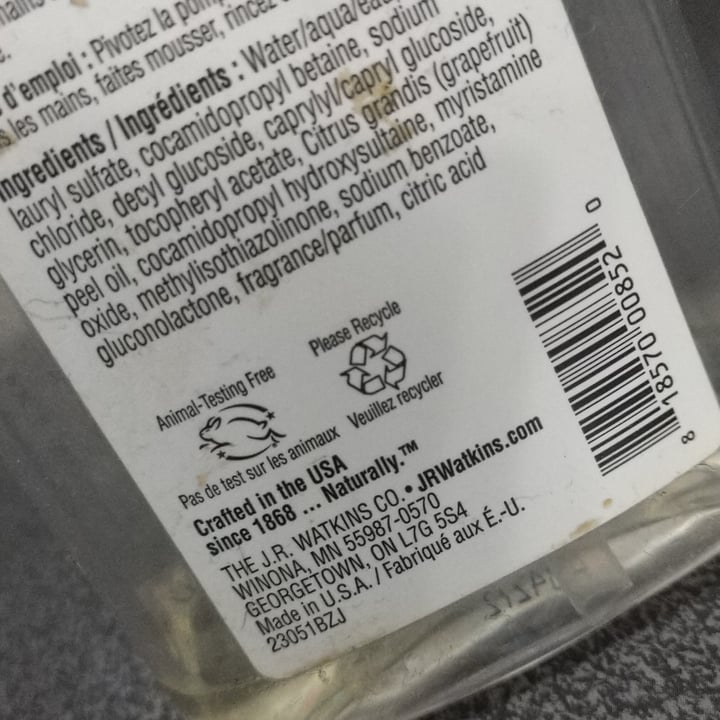 d'emploi : Pivotez la
les mains, faites mousser, rincez
Ingredients / Ingrédients : Water/aqua/eau
lauryl sulfate, cocamidopropyl betaine, sodium
chloride, decyl glucoside, caprylyl/capryl glucoside,
glycerin, tocopheryl acetate, Citrus grandis (grapefruit)
peel oil, cocamidopropyl hydroxysultaine, myristamine
oxide, methylisothiazolinone, sodium benzoate,
gluconolactone, fragrance/parfum, citric acid
Animal-Testing Free
Pas de test sur les animaux
Please Recycle
Veuillez recycler
Crafted in the USA
since 1868 ... Naturally.™
THE J.R. WATKINS CO. • JRWatkins.com
WINONA, MN 55987-0570
GEORGETOWN, ON L7G 5S4
Made in U.S.A. / Fabriqué aux É.-U.
23051BZJ
8 18570 00852 0